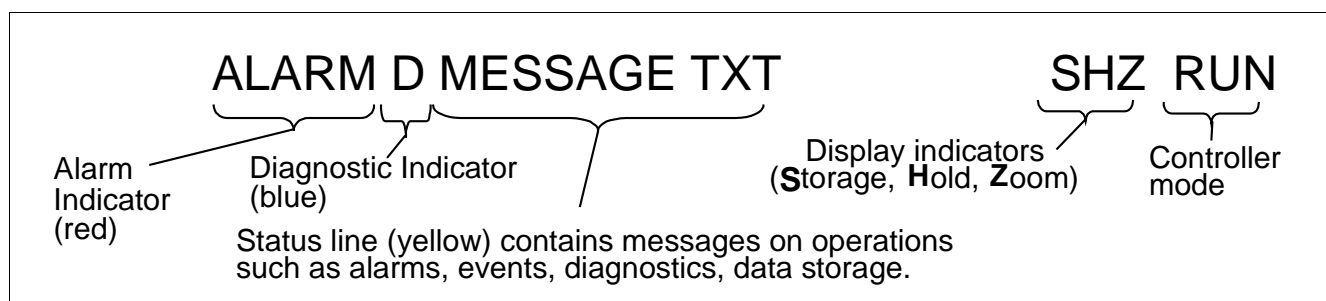 ALARM D MESSAGE TXT SHZ RUN
Alarm
Indicator
(red)
Diagnostic Indicator
(blue)
Status line (yellow) contains messages on operations
such as alarms, events, diagnostics, data storage.
Display indicators
(Storage, Hold, Zoom)
Controller
mode